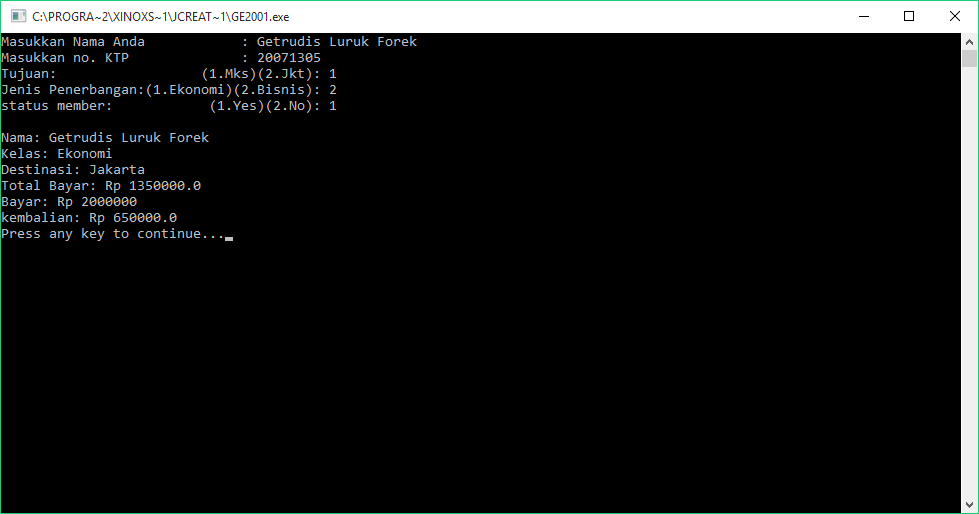 C:\PROGRA~2\XINOXS~1\JCREAT~1\GE2001.exe
Masukkan Nama Anda            : Getrudis Luruk Forek
Masukkan no. KTP              : 20071305
Tujuan:                  (1.Mks)(2.Jkt): 1
Jenis Penerbangan:(1.Ekonomi)(2.Bisnis): 2
status member:            (1.Yes)(2.No): 1

Nama: Getrudis Luruk Forek
Kelas: Ekonomi
Destinasi: Jakarta
Total Bayar: Rp 1350000.0
Bayar: Rp 2000000
kembalian: Rp 650000.0
Press any key to continue..._